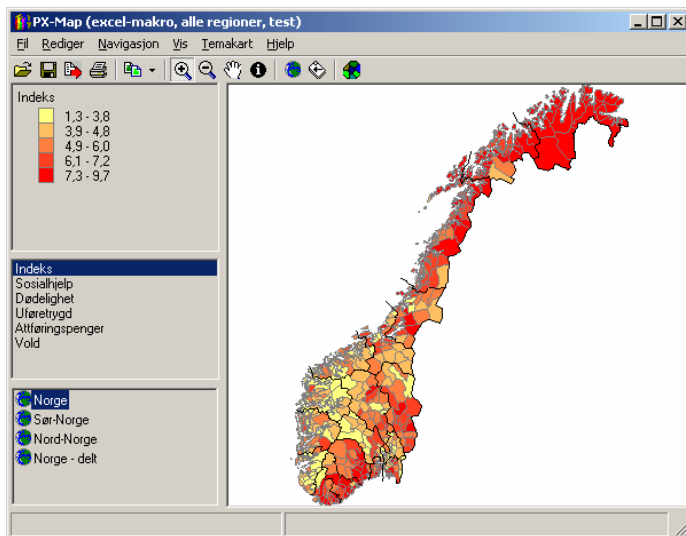 PX-Map (excel-makro, alle regioner, test)
Fil Rediger Navigasjon Vis Temakart Hjelp
Indeks
1,3 - 3,8
3,9 - 4,8
4,9 - 6,0
6,1 - 7,2
7,3 - 9,7
Indeks
Sosialhjelp
Dødelighet
Uføretrygd
Attføringspenger
Vold
Norge
Sør-Norge
Nord-Norge
Norge - delt